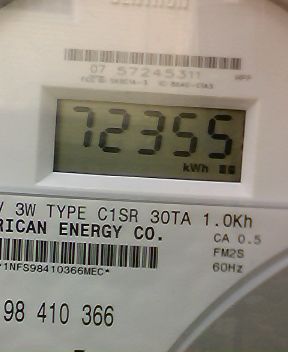 07 57245311
72355
kWh
V 3W TYPE C1SR 30TA 1.0Kh
RICAN ENERGY CO.
CA 0.5
FM2S
60Hz
*1NFS98410366MEC*
98 410 366